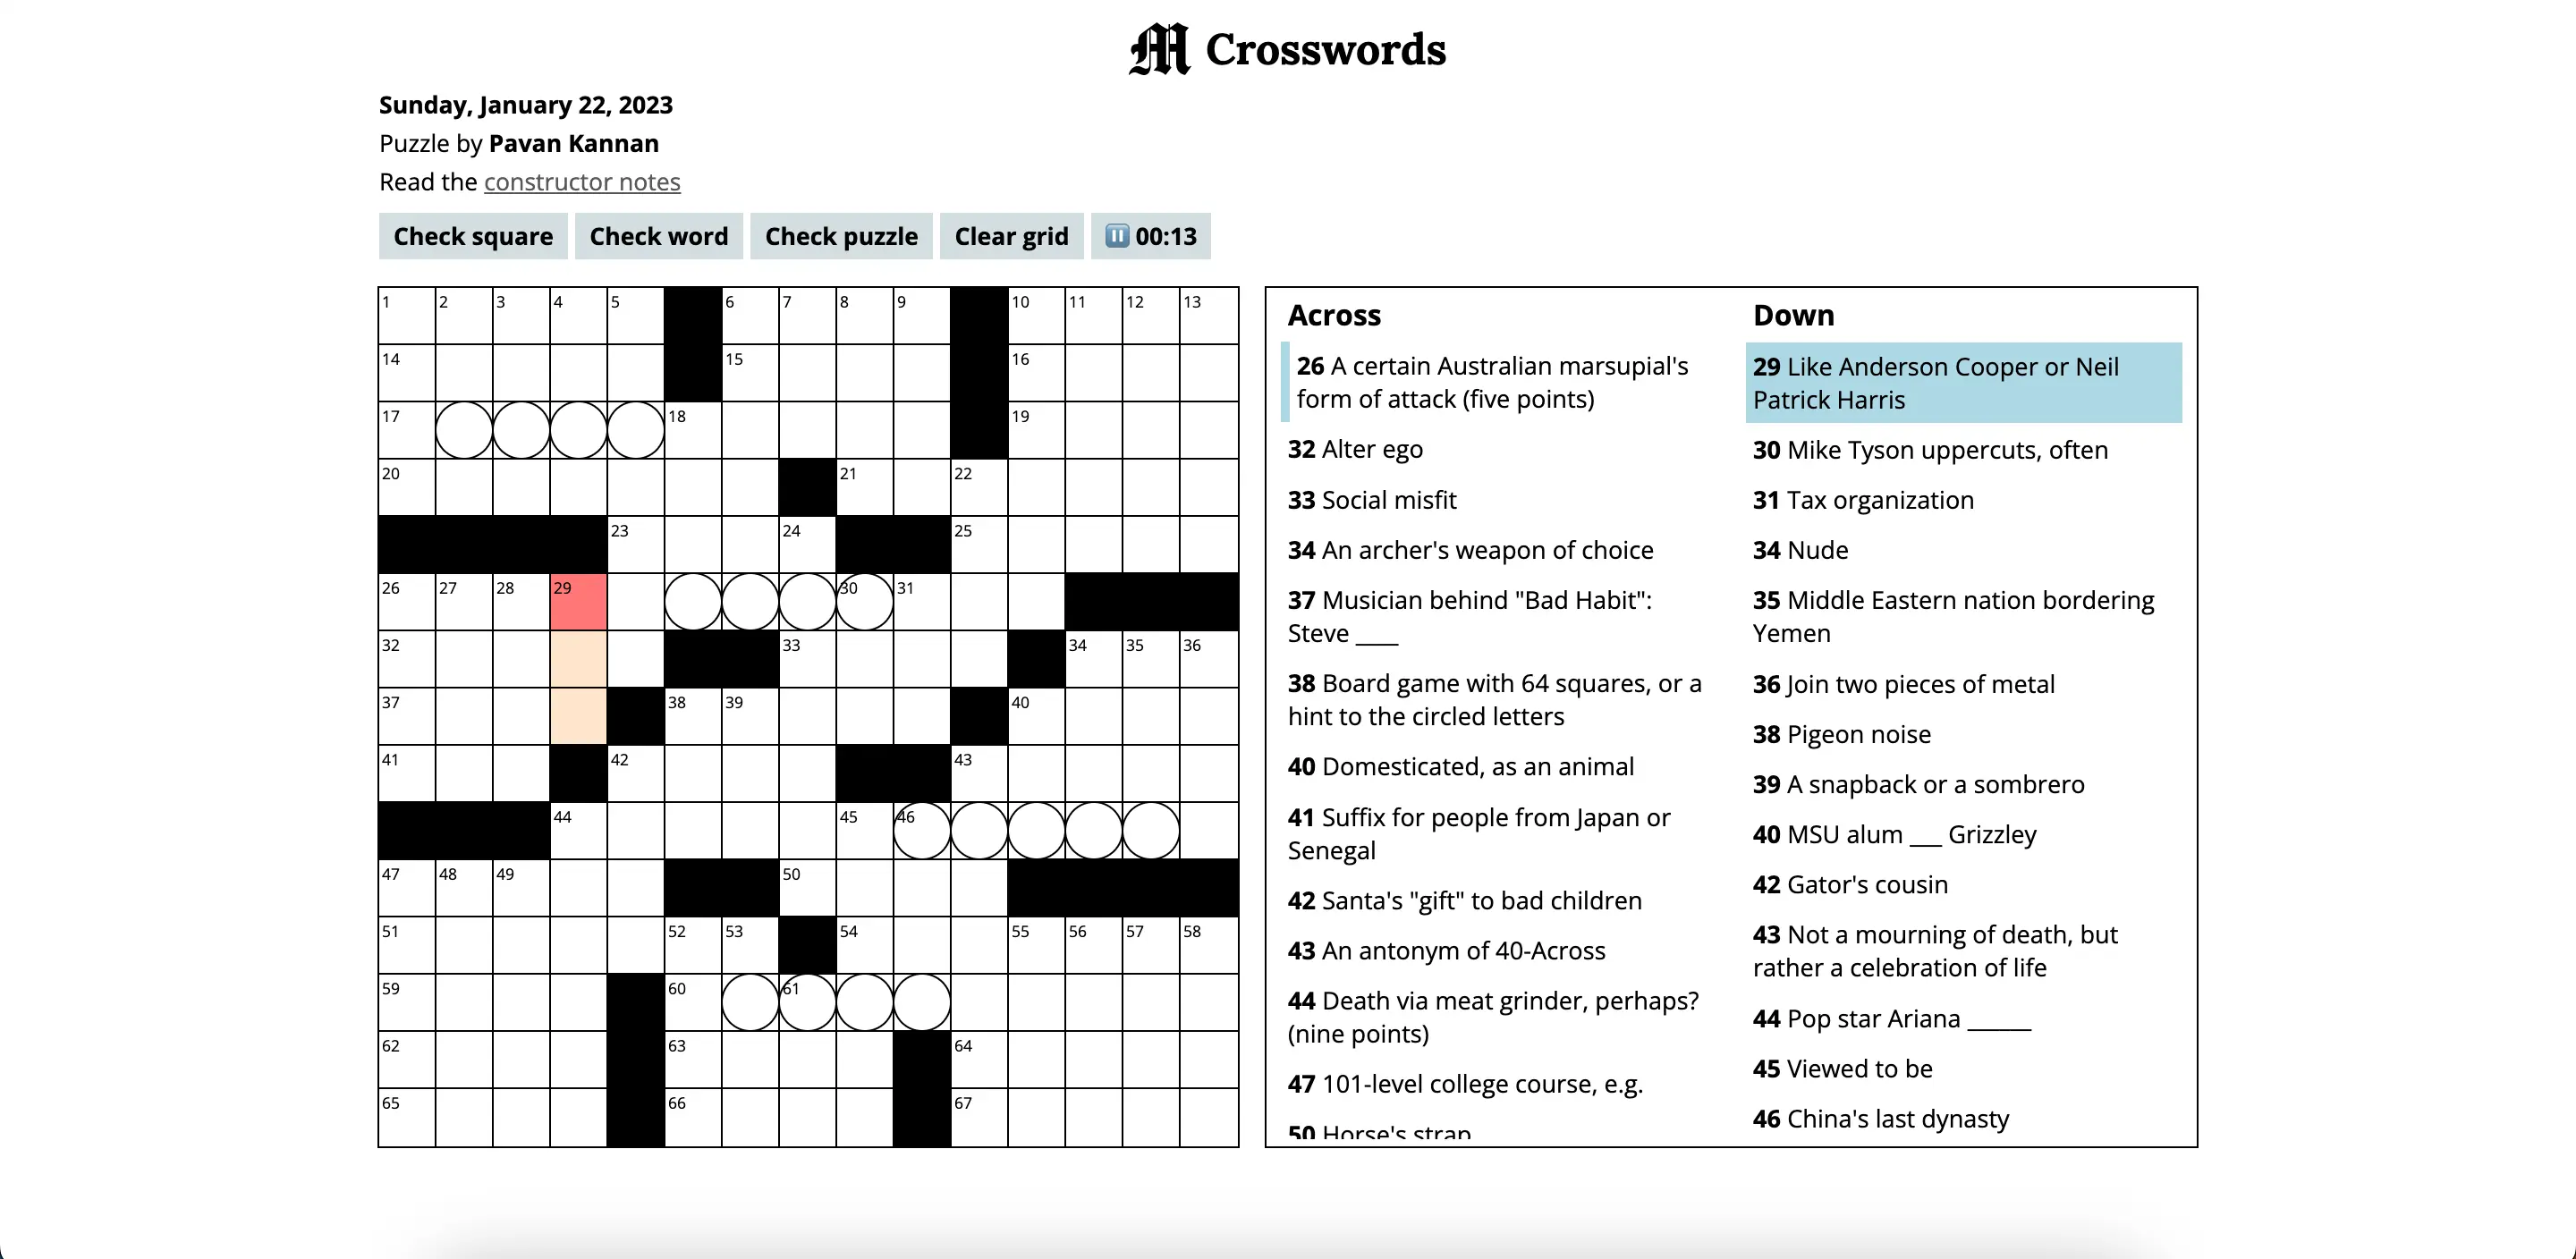 M Crosswords
Sunday, January 22, 2023
Puzzle by Pavan Kannan
Read the constructor notes
Check square Check word Check puzzle Clear grid 00:13
1 2 3 4 5 6 7 8 9 10 11 12 13
14 15 16
17 18 19
20 21 22
23 24 25
26 27 28 29 30 31
32 33 34 35 36
37 38 39 40
41 42 43
44 45 46
47 48 49 50
51 52 53 54 55 56 57 58
59 60 61
62 63 64
65 66 67
Across
26 A certain Australian marsupial's
form of attack (five points)
32 Alter ego
33 Social misfit
34 An archer's weapon of choice
37 Musician behind "Bad Habit":
Steve ____
38 Board game with 64 squares, or a
hint to the circled letters
40 Domesticated, as an animal
41 Suffix for people from Japan or
Senegal
42 Santa's "gift" to bad children
43 An antonym of 40-Across
44 Death via meat grinder, perhaps?
(nine points)
47 101-level college course, e.g.
50 Horse's strap
Down
29 Like Anderson Cooper or Neil
Patrick Harris
30 Mike Tyson uppercuts, often
31 Tax organization
34 Nude
35 Middle Eastern nation bordering
Yemen
36 Join two pieces of metal
38 Pigeon noise
39 A snapback or a sombrero
40 MSU alum ___ Grizzley
42 Gator's cousin
43 Not a mourning of death, but
rather a celebration of life
44 Pop star Ariana ______
45 Viewed to be
46 China's last dynasty